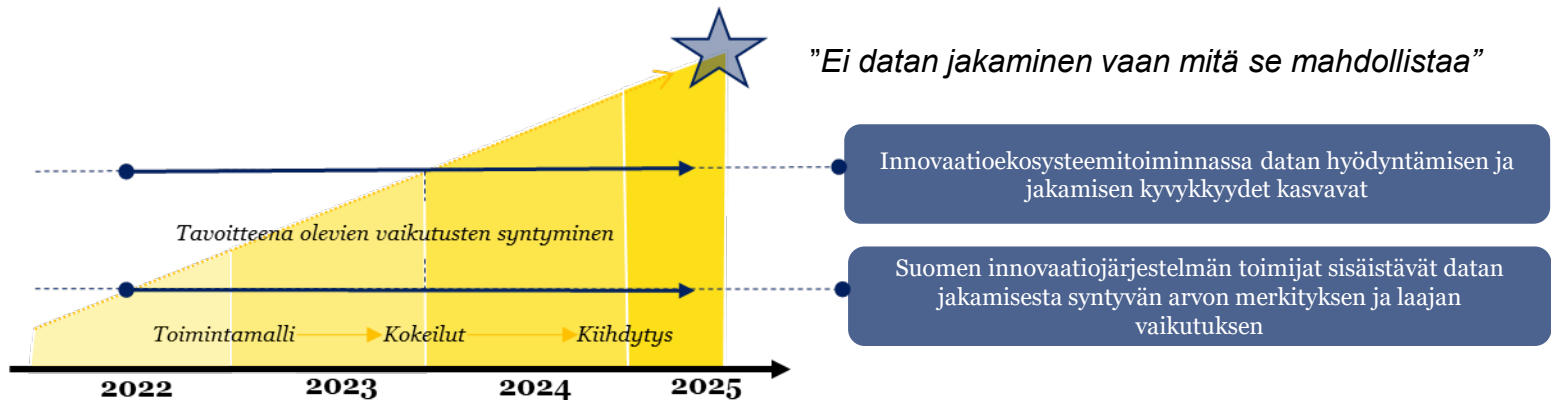 ”Ei datan jakaminen vaan mitä se mahdollistaa”
Innovaatioekosysteemitoiminnassa datan hyödyntämisen ja
jakamisen kyvykkyydet kasvavat
Tavoitteena olevien vaikutusten syntyminen
Suomen innovaatiojärjestelmän toimijat sisäistävät datan
jakamisesta syntyvän arvon merkityksen ja laajan
vaikutuksen
Toimintamalli Kokeilut Kiihdytys
2022 2023 2024 2025